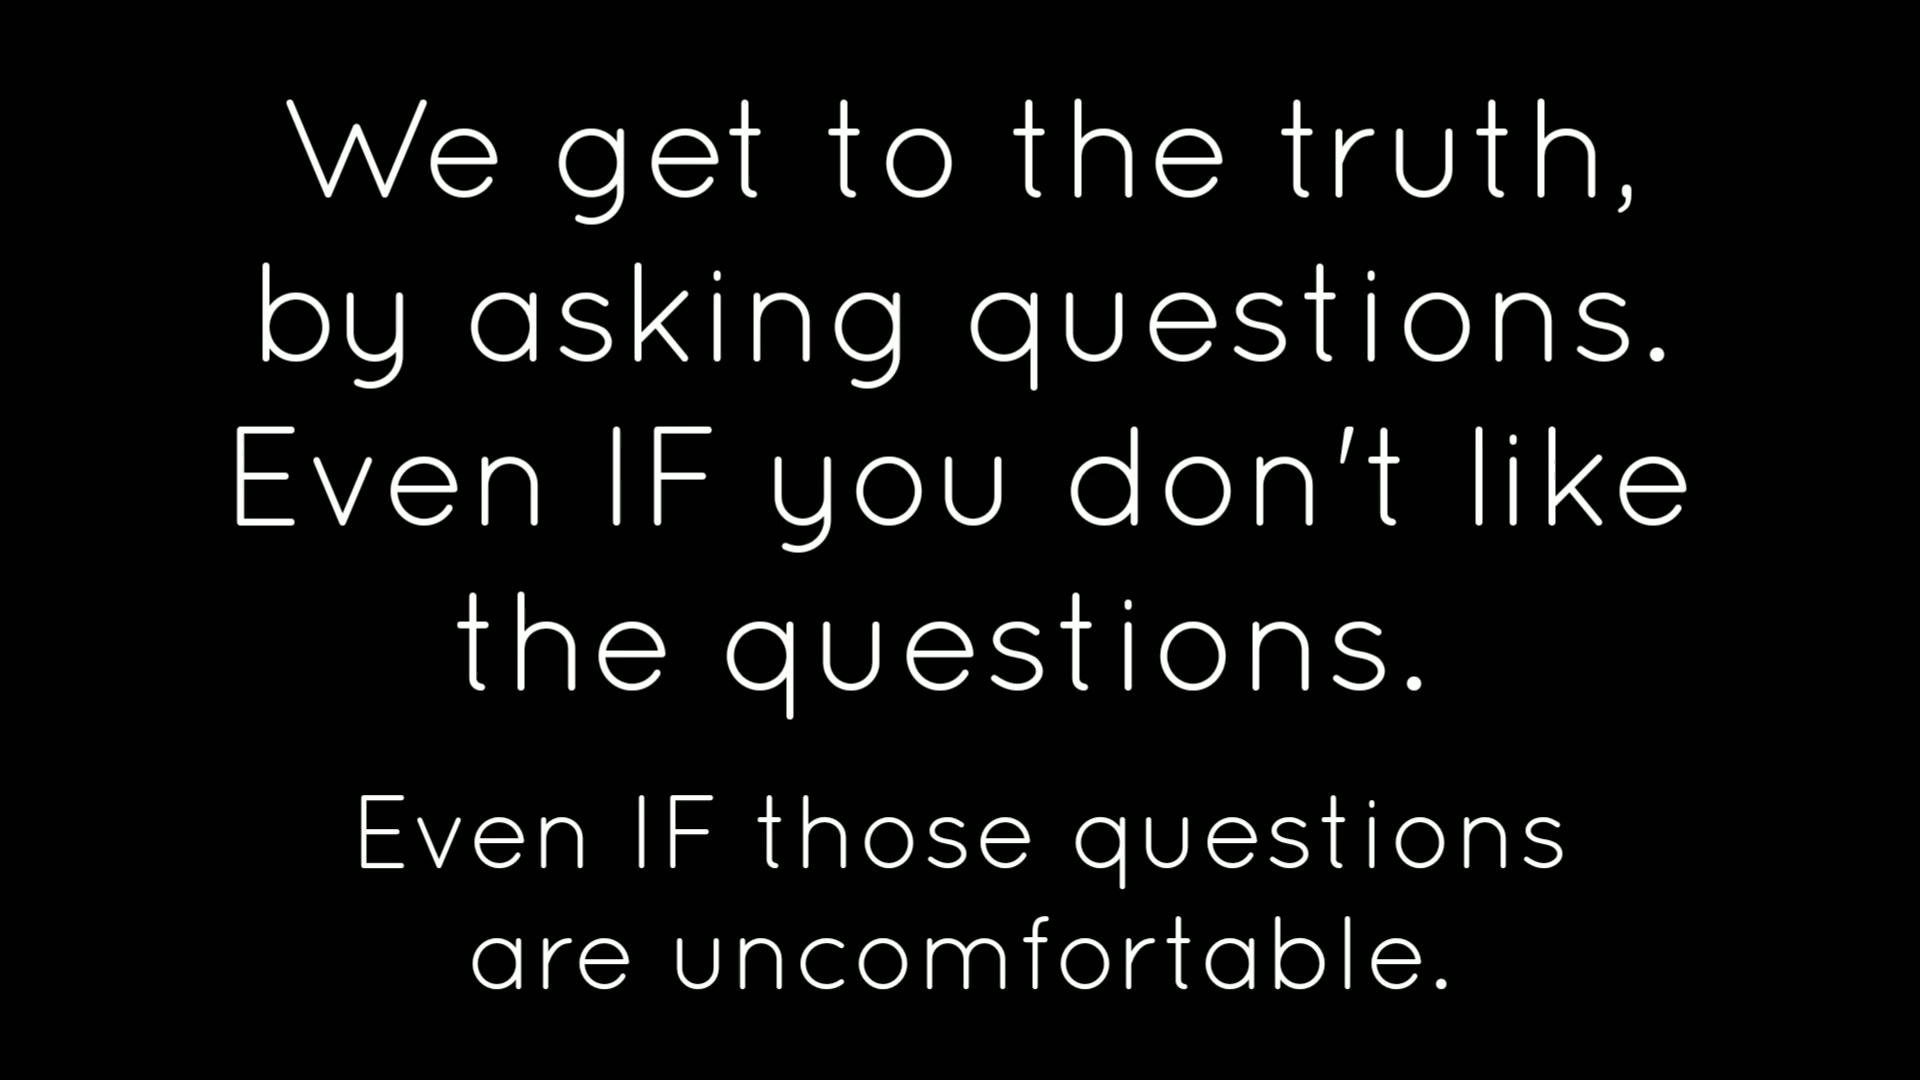 We get to the truth,
by asking questions.
Even IF you don't like
the questions.
Even IF those questions
are uncomfortable.